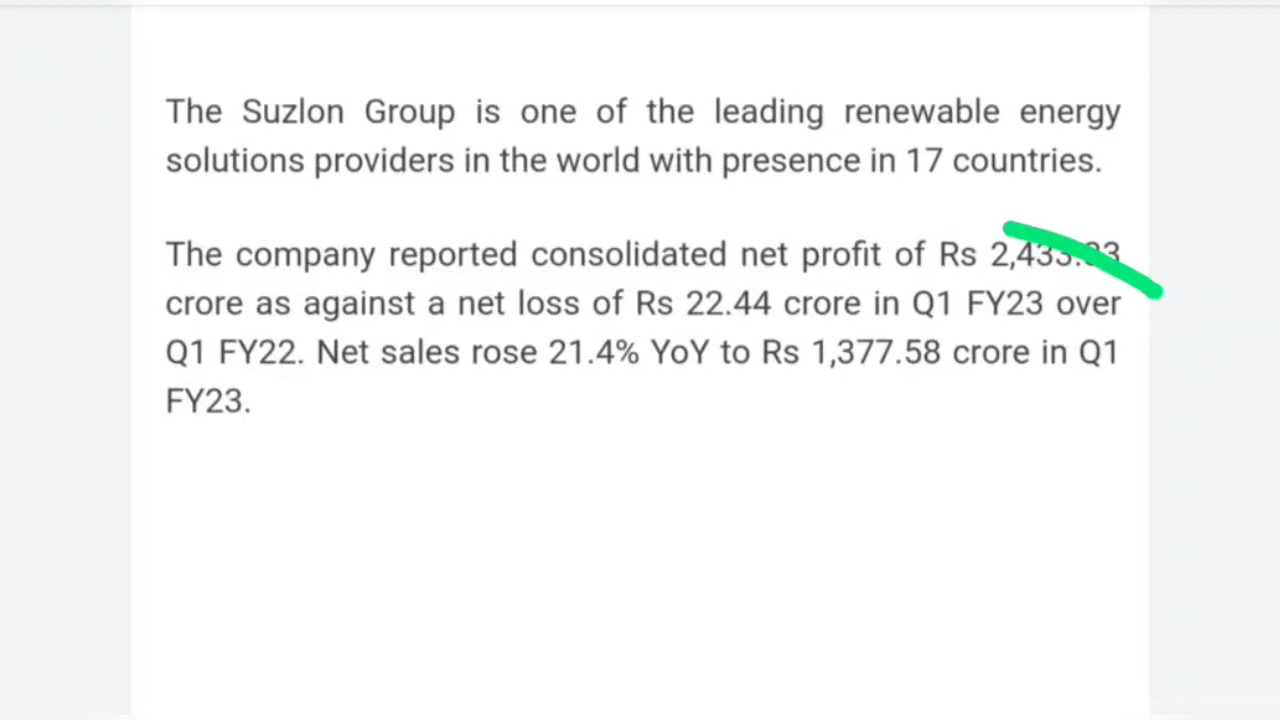 The Suzlon Group is one of the leading renewable energy
solutions providers in the world with presence in 17 countries.
The company reported consolidated net profit of Rs
crore as against a net loss of Rs 22.44 crore in Q1 FY23 over
Q1 FY22. Net sales rose 21.4% YoY to Rs 1,377.58 crore in Q1
FY23.